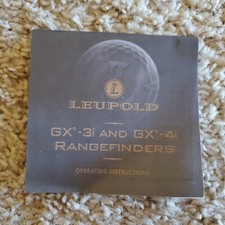 L
LEUPOLD
GX®-3i AND GX®-4i
RANGEFINDERS
OPERATING INSTRUCTIONS